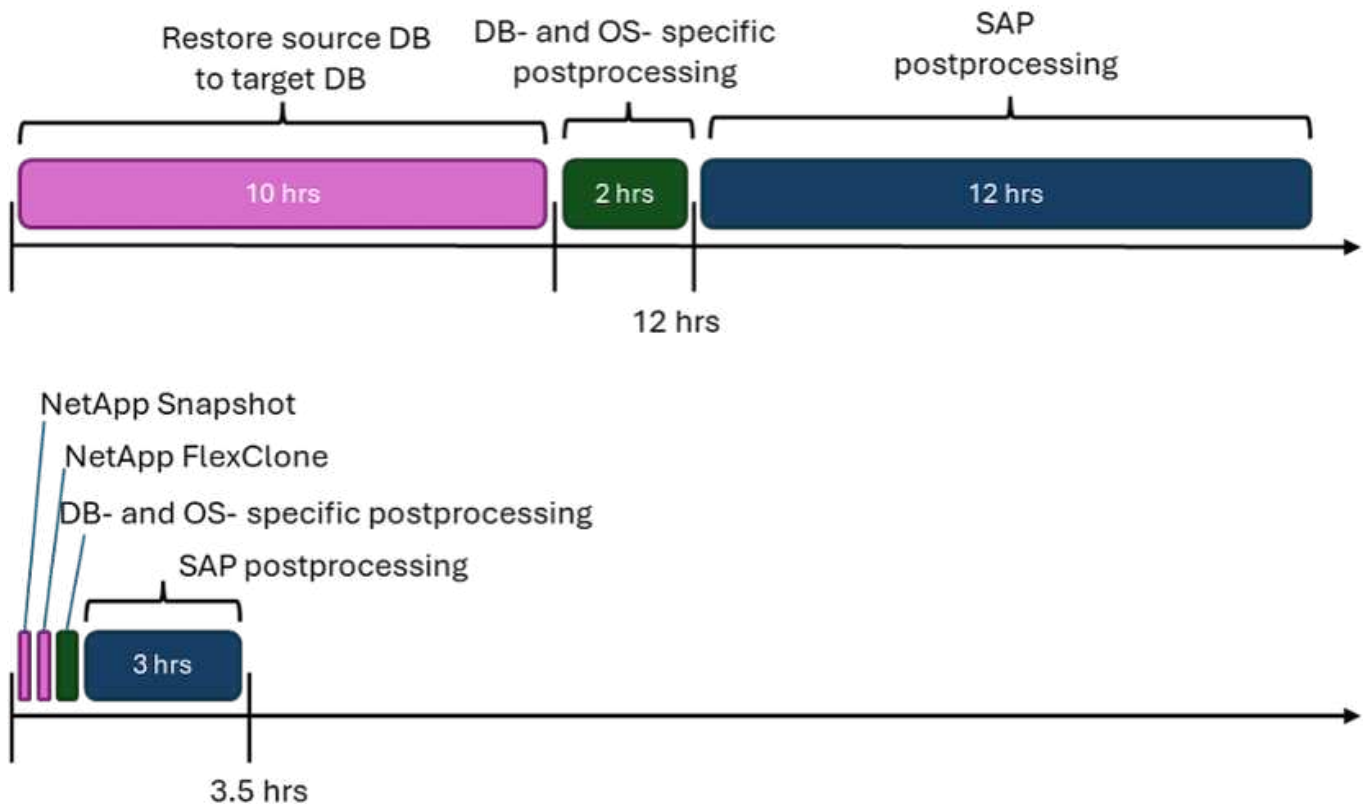 Restore source DB
to target DB
DB- and OS- specific
postprocessing
SAP
postprocessing
10 hrs
2 hrs
12 hrs
12 hrs
NetApp Snapshot
NetApp FlexClone
DB- and OS- specific postprocessing
SAP postprocessing
3 hrs
3.5 hrs